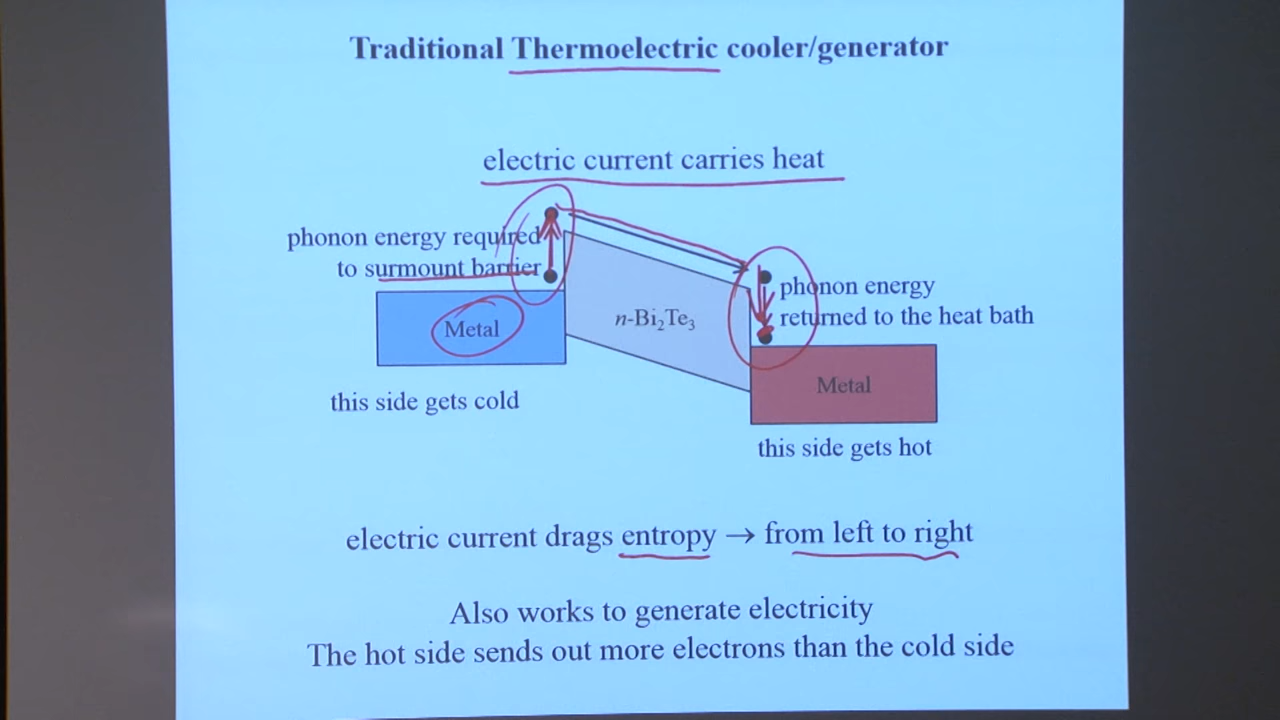 Traditional Thermoelectric cooler/generator
electric current carries heat
phonon energy required
to surmount barrier
phonon energy
returned to the heat bath
Metal
n-Bi₂Te₃
Metal
this side gets cold
this side gets hot
electric current drags entropy → from left to right
Also works to generate electricity
The hot side sends out more electrons than the cold side